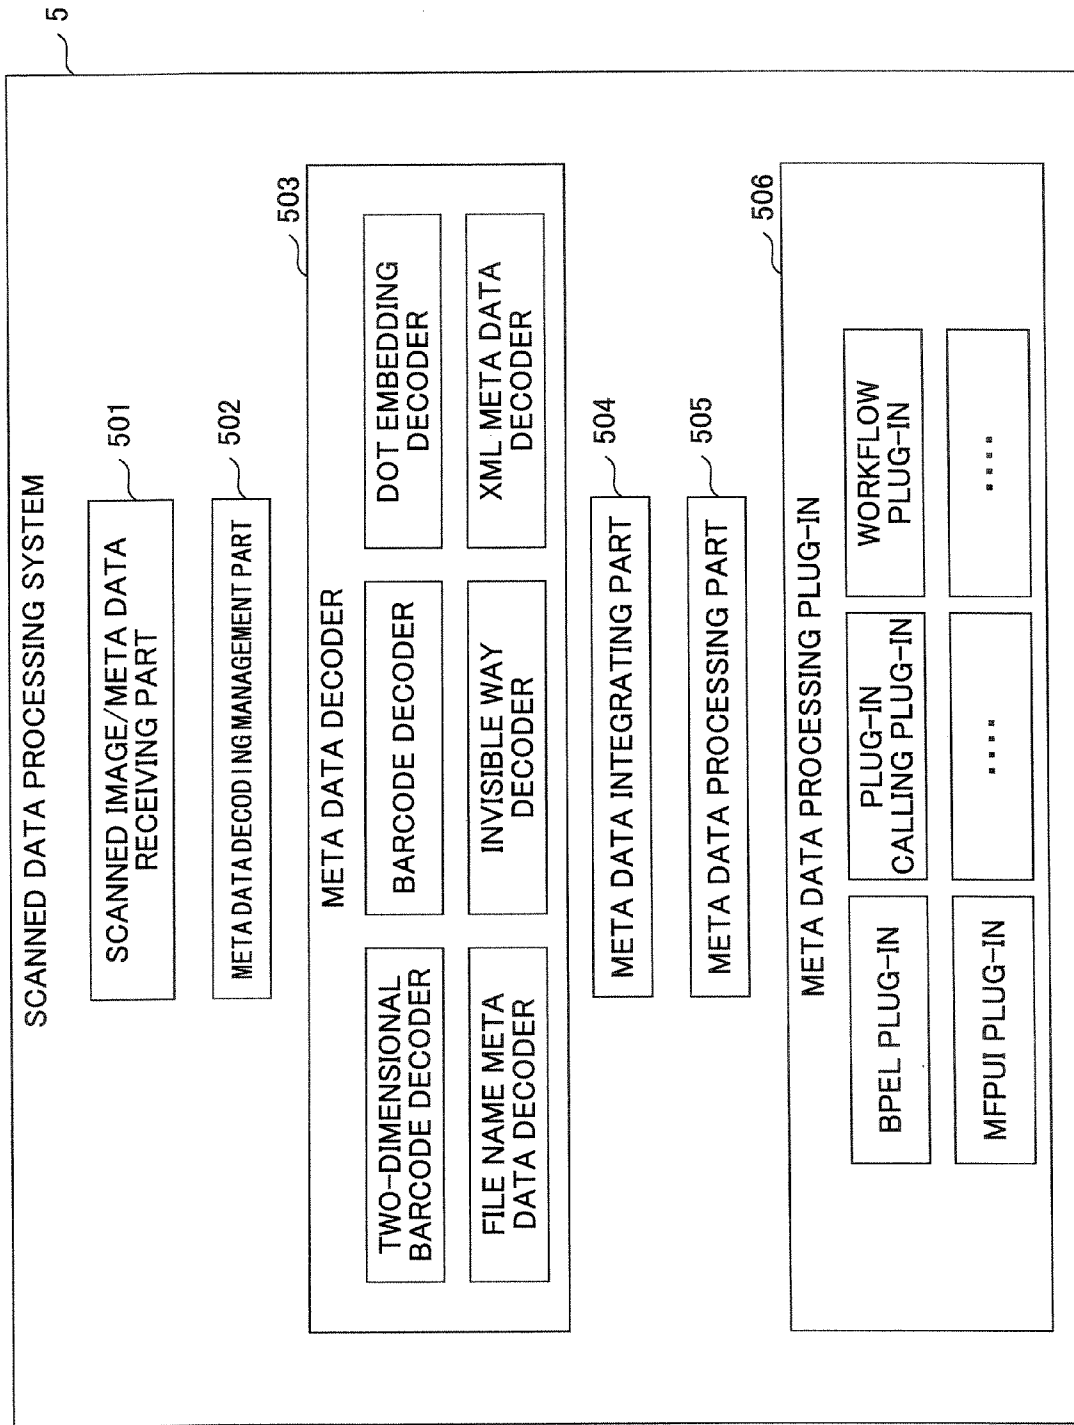 SCANNED DATA PROCESSING SYSTEM
5
SCANNED IMAGE/META DATA
RECEIVING PART
501
META DATA DECODING MANAGEMENT PART
502
503
META DATA DECODER
TWO-DIMENSIONAL
BARCODE DECODER
BARCODE DECODER
DOT EMBEDDING
DECODER
FILE NAME META
DATA DECODER
INVISIBLE WAY
DECODER
XML META DATA
DECODER
META DATA INTEGRATING PART
504
META DATA PROCESSING PART
505
506
META DATA PROCESSING PLUG-IN
BPEL PLUG-IN
PLUG-IN
CALLING PLUG-IN
WORKFLOW
PLUG-IN
MFPUI PLUG-IN
....
....